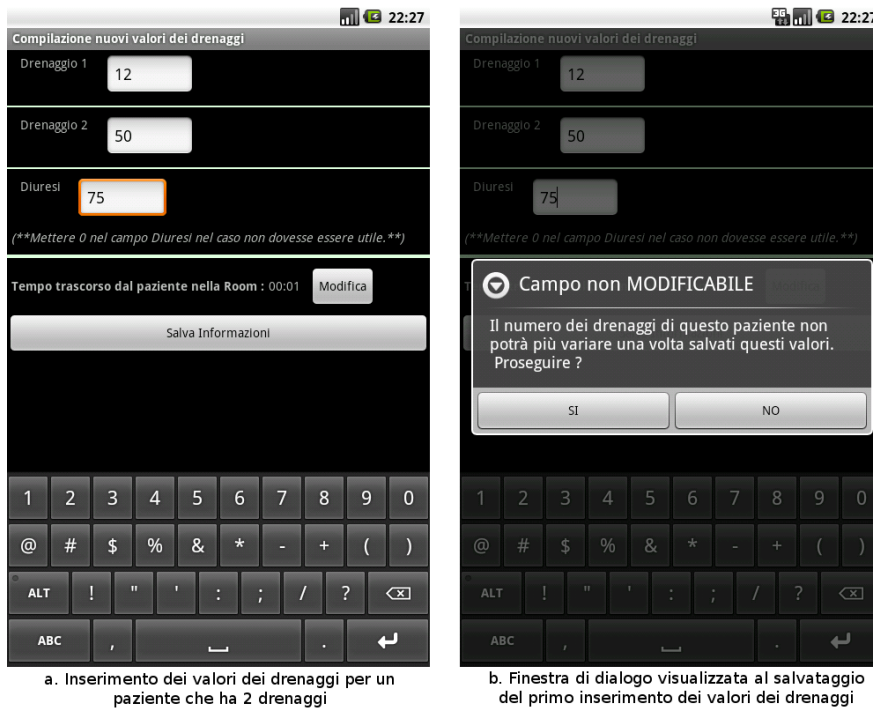 22:27
Compilazione nuovi valori dei drenaggi
Drenaggio 1
12
Drenaggio 2
50
Diuresi
75
(**Mettere 0 nel campo Diuresi nel caso non dovesse essere utile.**)
Tempo trascorso dal paziente nella Room : 00:01
Modifica
Salva Informazioni
1 2 3 4 5 6 7 8 9 0
@ # $ % & * - + ( )
ALT ! " ' : ; / ?
ABC , .
a. Inserimento dei valori dei drenaggi per un
paziente che ha 2 drenaggi
3G
22:27
Compilazione nuovi valori dei drenaggi
Drenaggio 1
12
Drenaggio 2
50
Diuresi
75
(**Mettere 0 nel campo Diuresi nel caso non dovesse essere utile.**)
Campo non MODIFICABILE
Il numero dei drenaggi di questo paziente non
potrà più variare una volta salvati questi valori.
Proseguire ?
SI
NO
1 2 3 4 5 6 7 8 9 0
@ # $ % & * - + ( )
ALT ! " ' : ; / ?
ABC , .
b. Finestra di dialogo visualizzata al salvataggio
del primo inserimento dei valori dei drenaggi